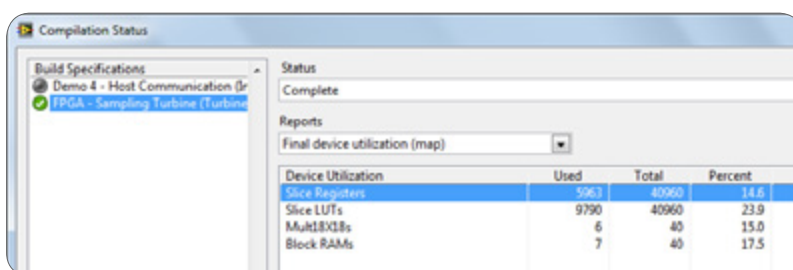 Compilation Status
Build Specifications
Demo 4 - Host Communication (Ir
FPGA - Sampling Turbine (Turbine
Status
Complete
Reports
Final device utilization (map)
Device Utilization Used Total Percent
Slice Registers 5963 40960 14.6
Slice LUTs 9790 40960 23.9
Mult18X18s 6 40 15.0
Block RAMs 7 40 17.5